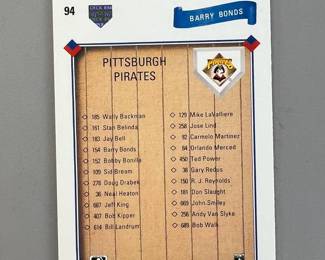 94
BARRY BONDS
PITTSBURGH
PIRATES
185 Wally Backman
161 Stan Belinda
183 Jay Bell
154 Barry Bonds
152 Bobby Bonilla
109 Sid Bream
278 Doug Drabek
36 Neal Heaton
687 Jeff King
407 Bob Kipper
614 Bill Landrum
129 Mike LaValliere
258 Jose Lind
92 Carmelo Martinez
84 Orlando Merced
450 Ted Power
38 Gary Redus
150 R. J. Reynolds
181 Don Slaught
669 John Smiley
256 Andy Van Slyke
689 Bob Walk